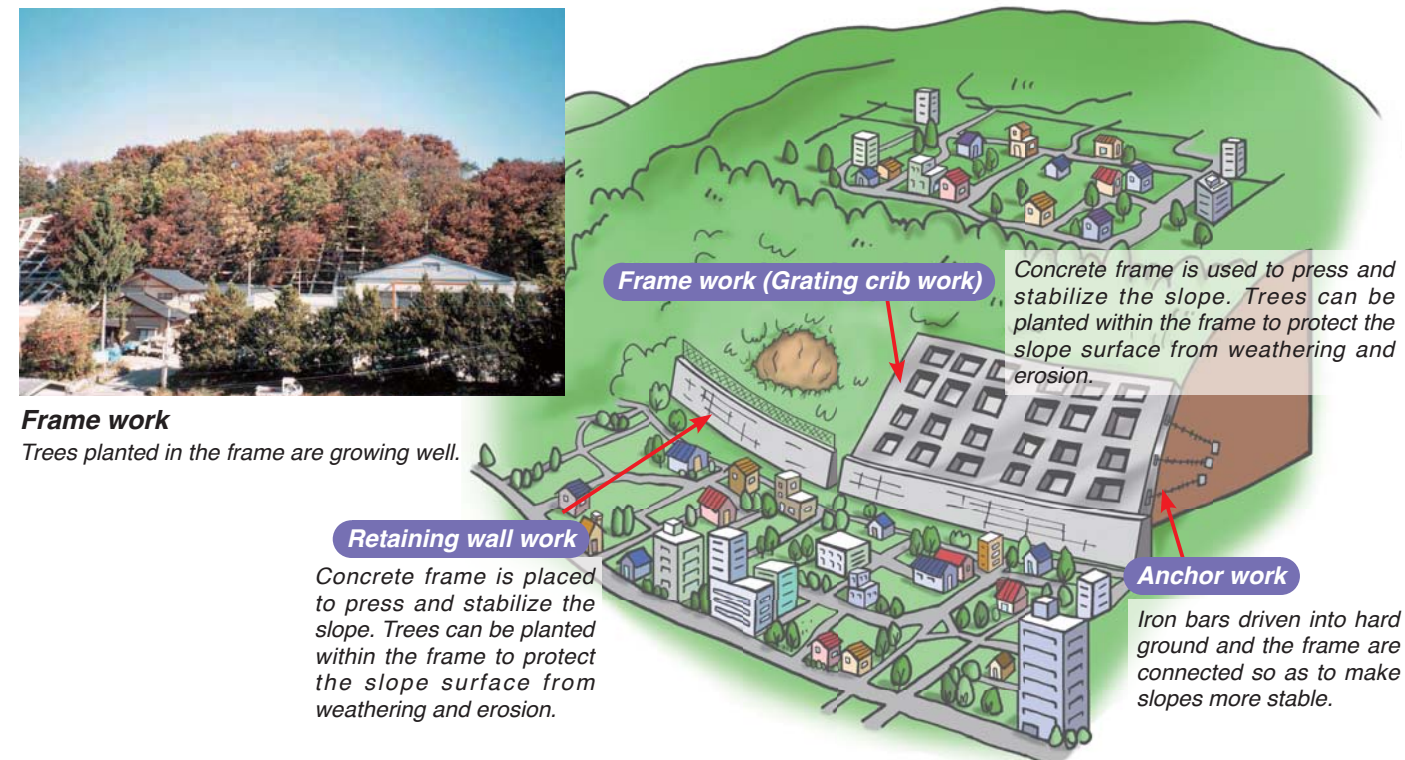 Frame work (Grating crib work)
Concrete frame is used to press and
stabilize the slope. Trees can be
planted within the frame to protect the
slope surface from weathering and
erosion.
Frame work
Trees planted in the frame are growing well.
Retaining wall work
Concrete frame is placed
to press and stabilize the
slope. Trees can be planted
within the frame to protect
the slope surface from
weathering and erosion.
Anchor work
Iron bars driven into hard
ground and the frame are
connected so as to make
slopes more stable.